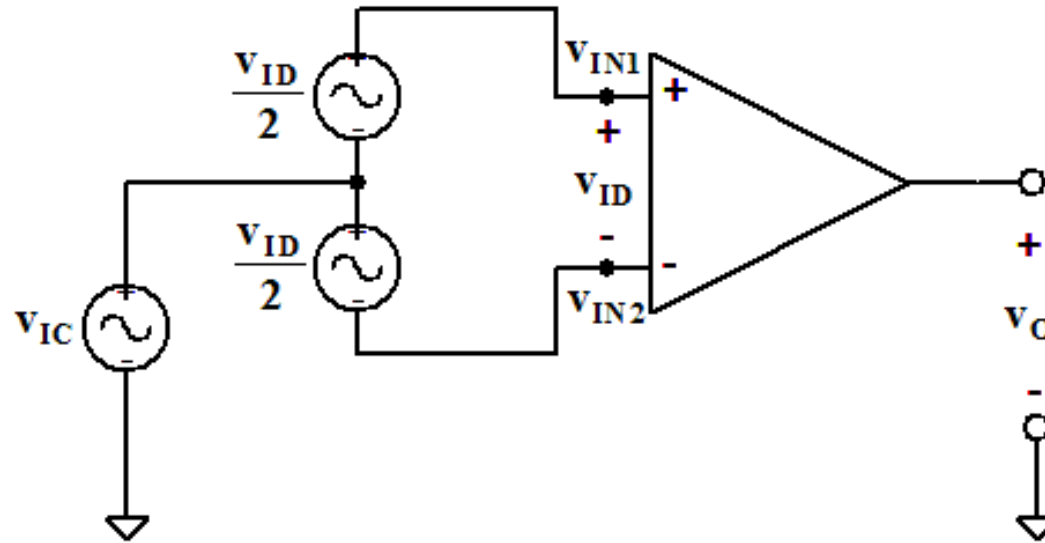 v_ID/2
v_IN1
+
+
v_ID
-
-
v_IN2
v_ID/2
v_IC
+
-
+
-
+
-
+
v_O
-